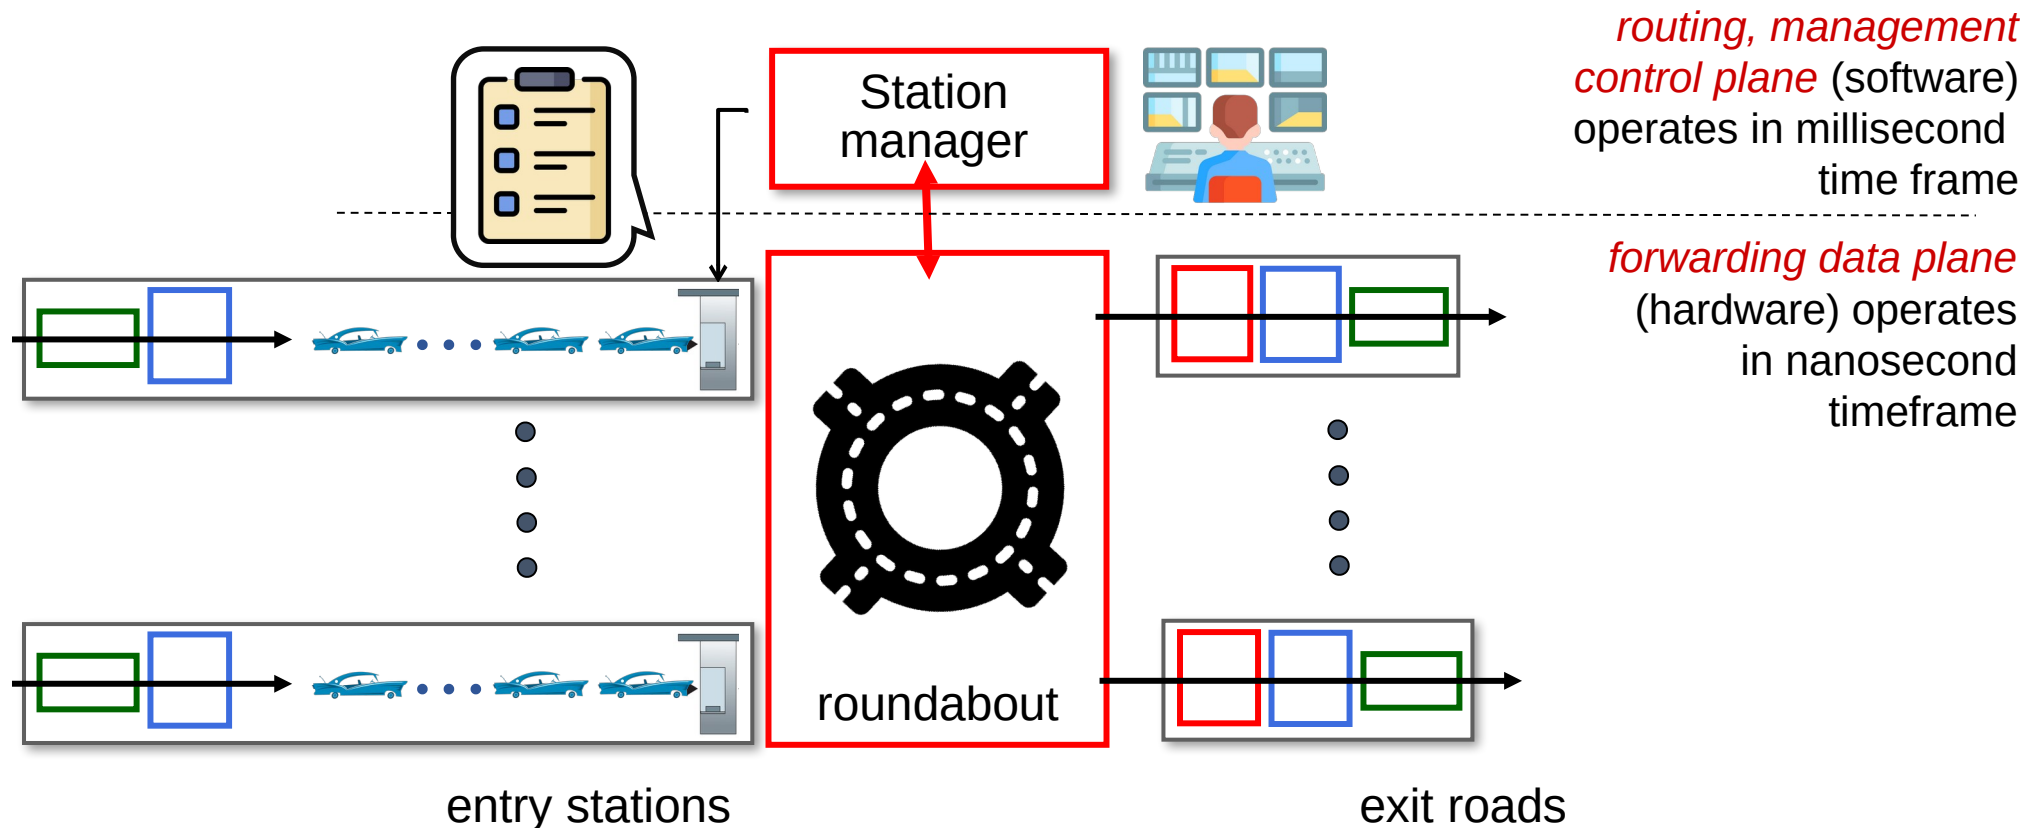 routing, management
control plane (software)
operates in millisecond
time frame
Station
manager
forwarding data plane
(hardware) operates
in nanosecond
timeframe
roundabout
entry stations
exit roads